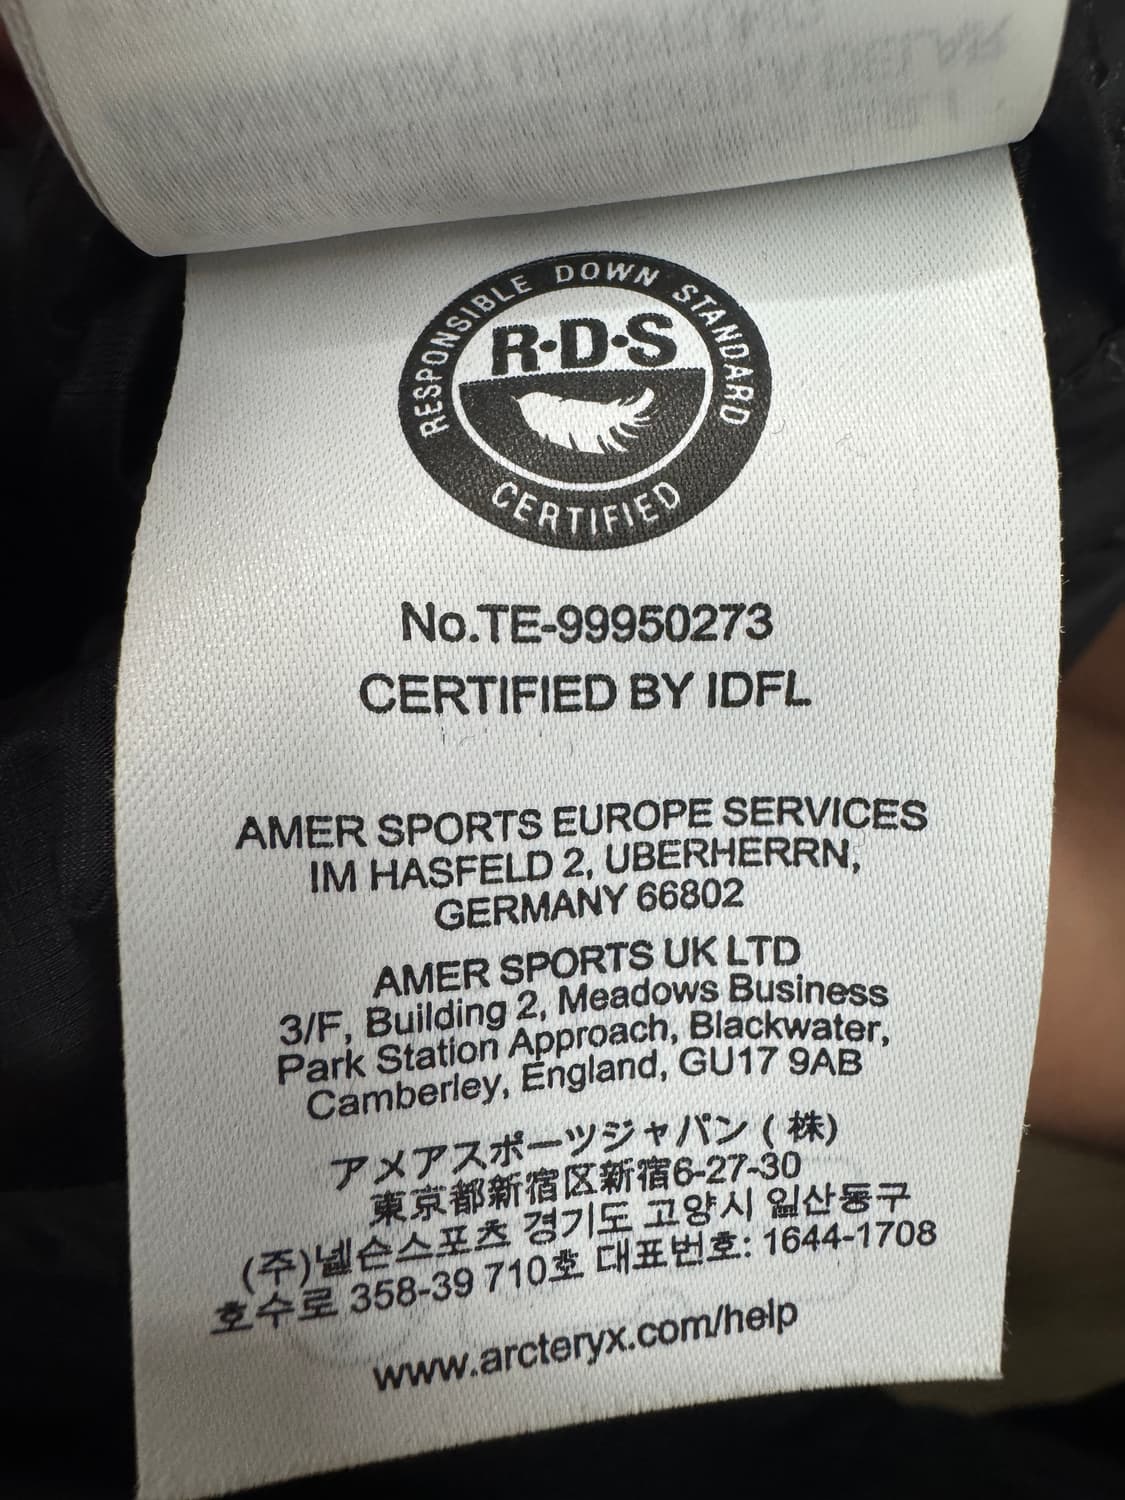 RESPONSIBLE DOWN STANDARD
R·D·S
CERTIFIED
No.TE-99950273
CERTIFIED BY IDFL
AMER SPORTS EUROPE SERVICES
IM HASFELD 2, UBERHERRN,
GERMANY 66802
AMER SPORTS UK LTD
3/F, Building 2, Meadows Business
Park Station Approach, Blackwater,
Camberley, England, GU17 9AB
アメアスポーツジャパン ( 株)
東京都新宿区新宿6-27-30
(주)넬슨스포츠 경기도 고양시 일산동구
호수로 358-39 710호 대표번호: 1644-1708
www.arcteryx.com/help